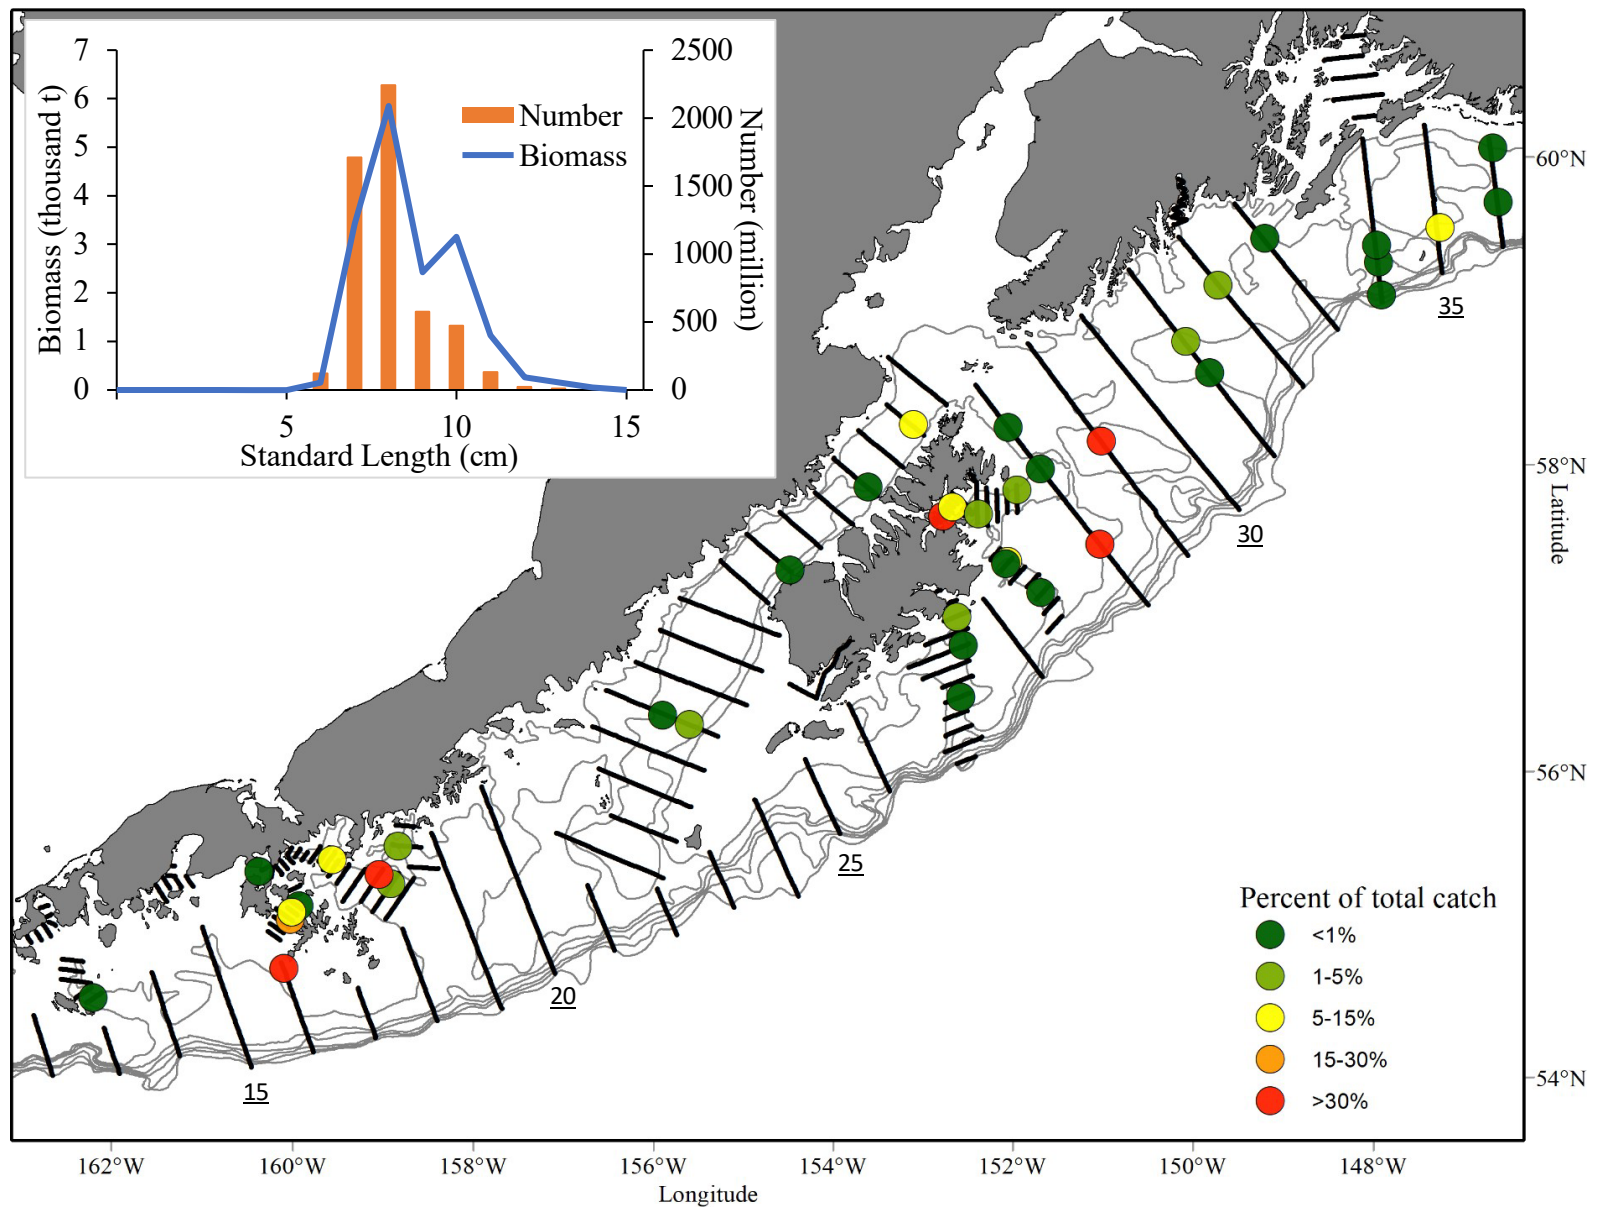 7
6
5
4
3
2
1
0
Biomass (thousand t)
2500
2000
1500
1000
500
0
Number (million)
Number
Biomass
5
10
15
Standard Length (cm)
60°N
58°N
56°N
54°N
Latitude
35
30
25
20
15
Percent of total catch
<1%
1-5%
5-15%
15-30%
>30%
162°W
160°W
158°W
156°W
154°W
152°W
150°W
148°W
Longitude